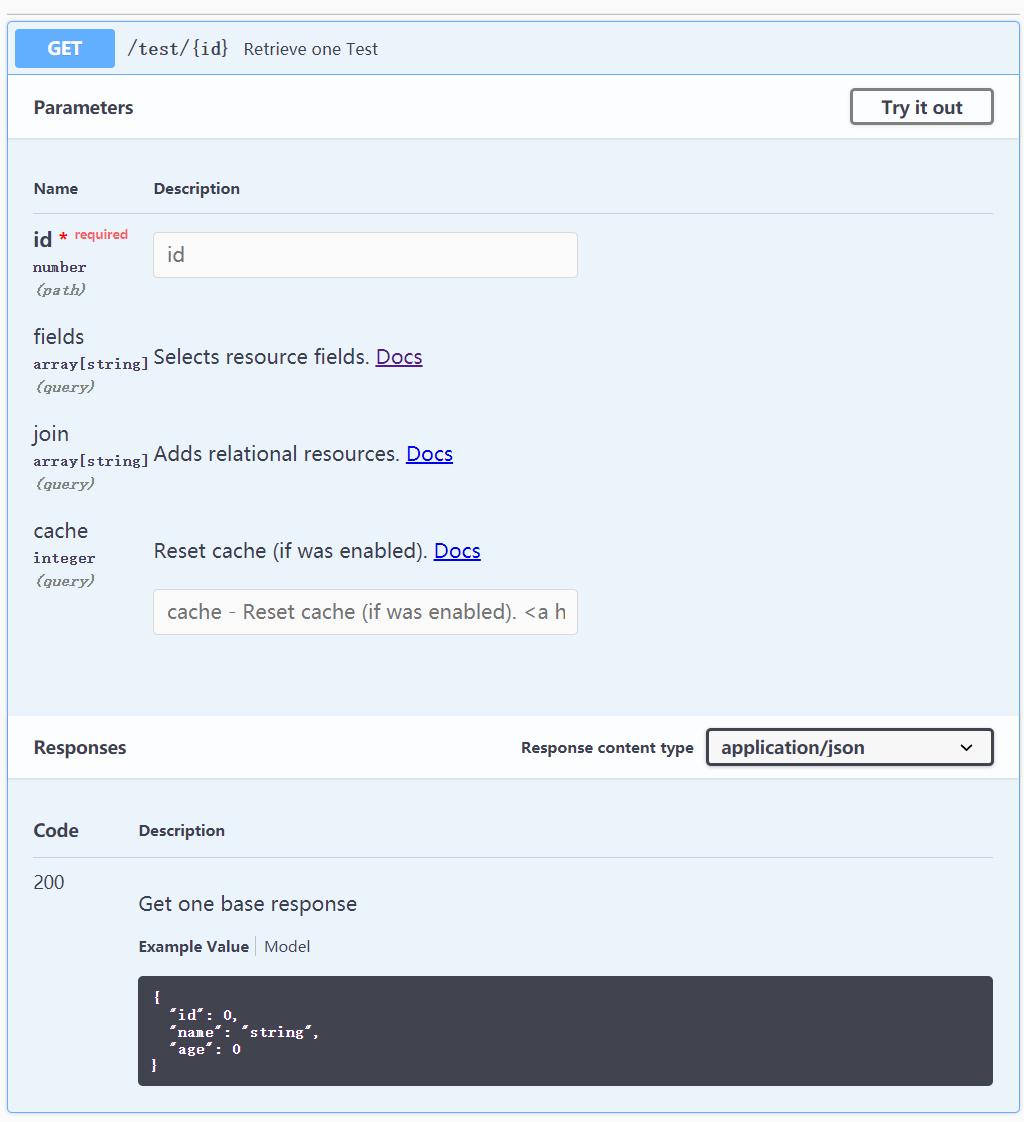 GET /test/{id} Retrieve one Test
Parameters Try it out
Name Description
id * required
number
(path)
id
fields
array[string]
(query)
Selects resource fields. Docs
join
array[string]
(query)
Adds relational resources. Docs
cache
integer
(query)
Reset cache (if was enabled). Docs
cache - Reset cache (if was enabled). <a h
Responses Response content type application/json
Code Description
200
Get one base response
Example Value Model
{
"id": 0,
"name": "string",
"age": 0
}